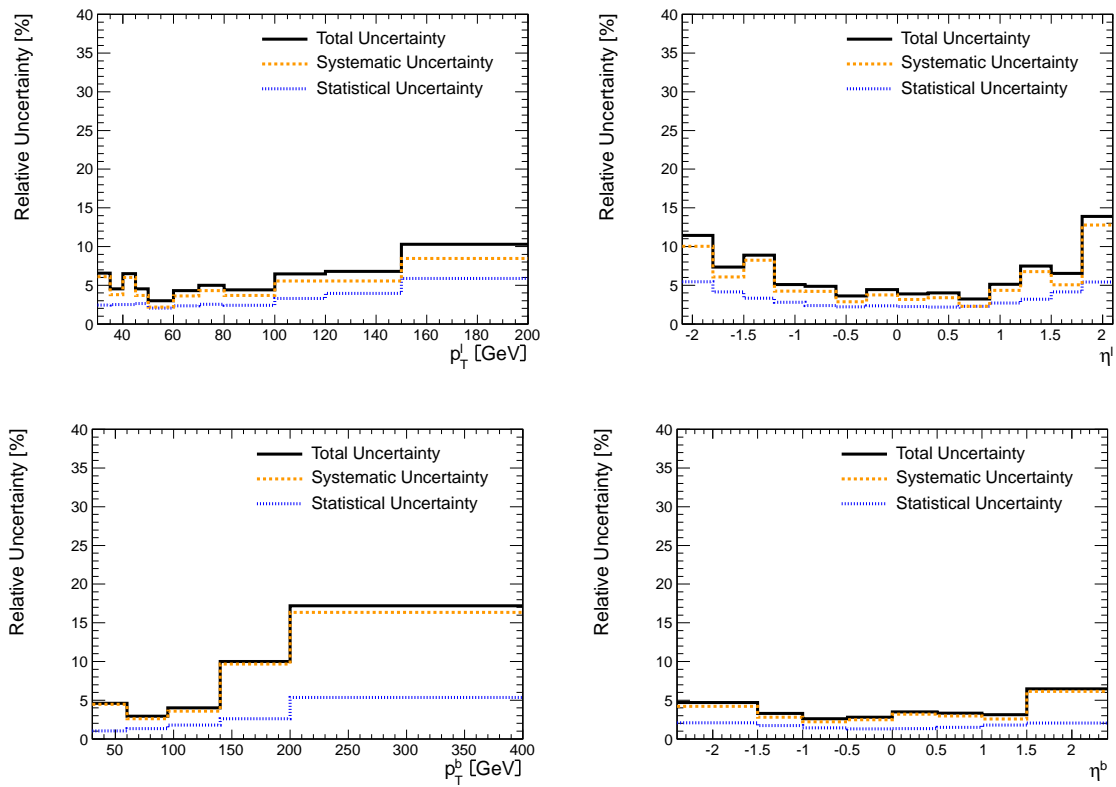 Relative Uncertainty [%]
40
35
30
25
20
15
10
5
0
Total Uncertainty
Systematic Uncertainty
Statistical Uncertainty
40 60 80 100 120 140 160 180 200
p_T^l [GeV]
Relative Uncertainty [%]
40
35
30
25
20
15
10
5
0
Total Uncertainty
Systematic Uncertainty
Statistical Uncertainty
-2 -1.5 -1 -0.5 0 0.5 1 1.5 2
η^l
Relative Uncertainty [%]
40
35
30
25
20
15
10
5
0
Total Uncertainty
Systematic Uncertainty
Statistical Uncertainty
50 100 150 200 250 300 350 400
p_T^b [GeV]
Relative Uncertainty [%]
40
35
30
25
20
15
10
5
0
Total Uncertainty
Systematic Uncertainty
Statistical Uncertainty
-2 -1.5 -1 -0.5 0 0.5 1 1.5 2
η^b